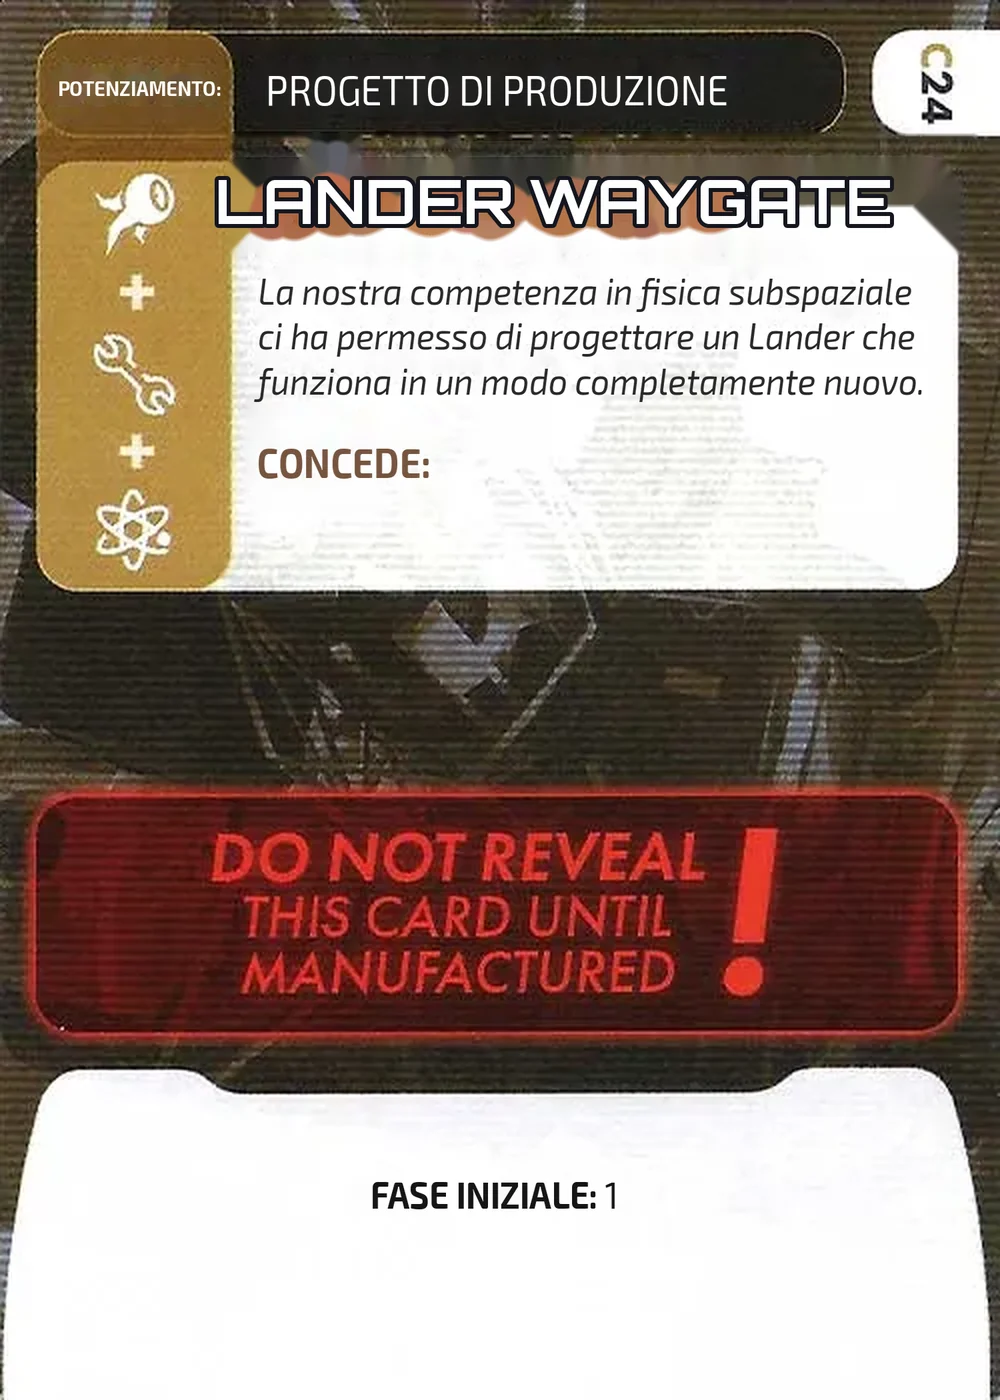 POTENZIAMENTO:
PROGETTO DI PRODUZIONE
C24
LANDER WAYGATE
La nostra competenza in fisica subspaziale
ci ha permesso di progettare un Lander che
funziona in un modo completamente nuovo.
CONCEDE:
DO NOT REVEAL
THIS CARD UNTIL
MANUFACTURED
!
FASE INIZIALE: 1